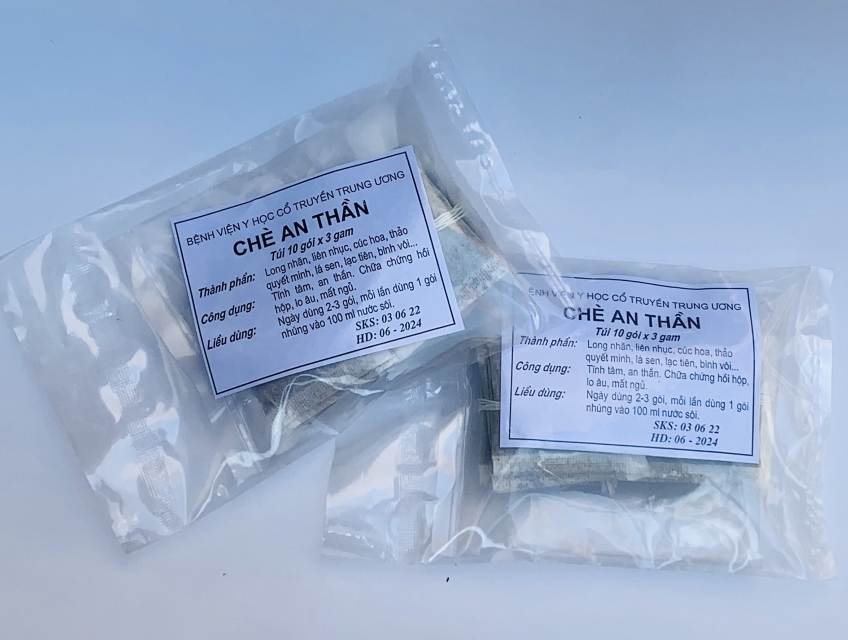 BỆNH VIỆN Y HỌC CỔ TRUYỀN TRUNG ƯƠNG
CHÈ AN THẦN
Túi 10 gói x 3 gam
Thành phần: Long nhãn, liên nhục, cúc hoa, thảo
quyết minh, lá sen, lạc tiên, bình vôi...
Công dụng: Tĩnh tâm, an thần. Chữa chứng hồi
hộp, lo âu, mất ngủ.
Liều dùng: Ngày dùng 2-3 gói, mỗi lần dùng 1 gói
nhúng vào 100 ml nước sôi.
SKS: 03 06 22
HD: 06 - 2024
BỆNH VIỆN Y HỌC CỔ TRUYỀN TRUNG ƯƠNG
CHÈ AN THẦN
Túi 10 gói x 3 gam
Thành phần: Long nhãn, liên nhục, cúc hoa, thảo
quyết minh, lá sen, lạc tiên, bình vôi...
Công dụng: Tĩnh tâm, an thần. Chữa chứng hồi hộp,
lo âu, mất ngủ.
Liều dùng: Ngày dùng 2-3 gói, mỗi lần dùng 1 gói
nhúng vào 100 ml nước sôi.
SKS: 03 06 22
HD: 06 - 2024